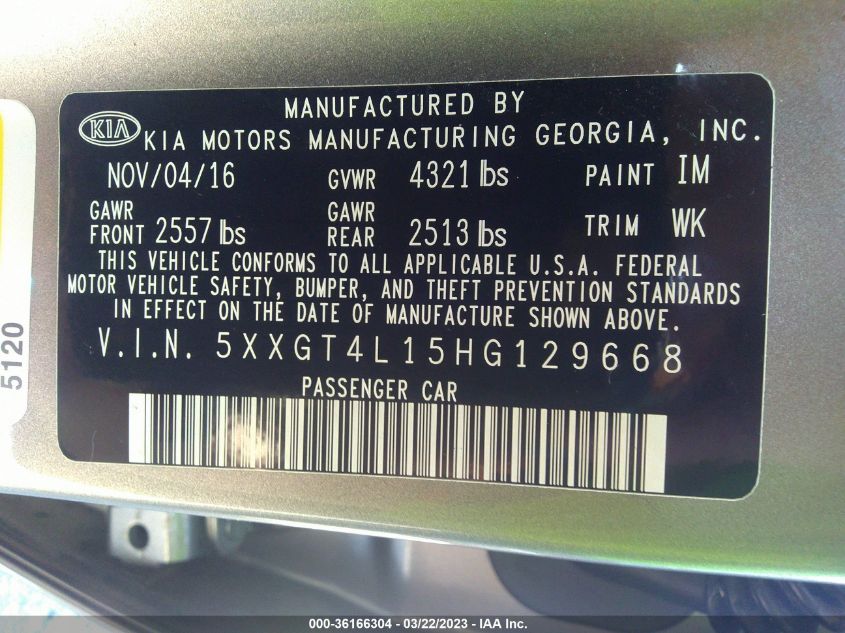 MANUFACTURED BY
KIA KIA MOTORS MANUFACTURING GEORGIA, INC.
NOV/04/16 GVWR 4321 lbs PAINT IM
GAWR FRONT 2557 lbs GAWR REAR 2513 lbs TRIM WK
THIS VEHICLE CONFORMS TO ALL APPLICABLE U.S.A. FEDERAL
MOTOR VEHICLE SAFETY, BUMPER, AND THEFT PREVENTION STANDARDS
IN EFFECT ON THE DATE OF MANUFACTURE SHOWN ABOVE.
V.I.N. 5XXGT4L15HG129668
PASSENGER CAR
5120
000-36166304 - 03/22/2023 - IAA Inc.